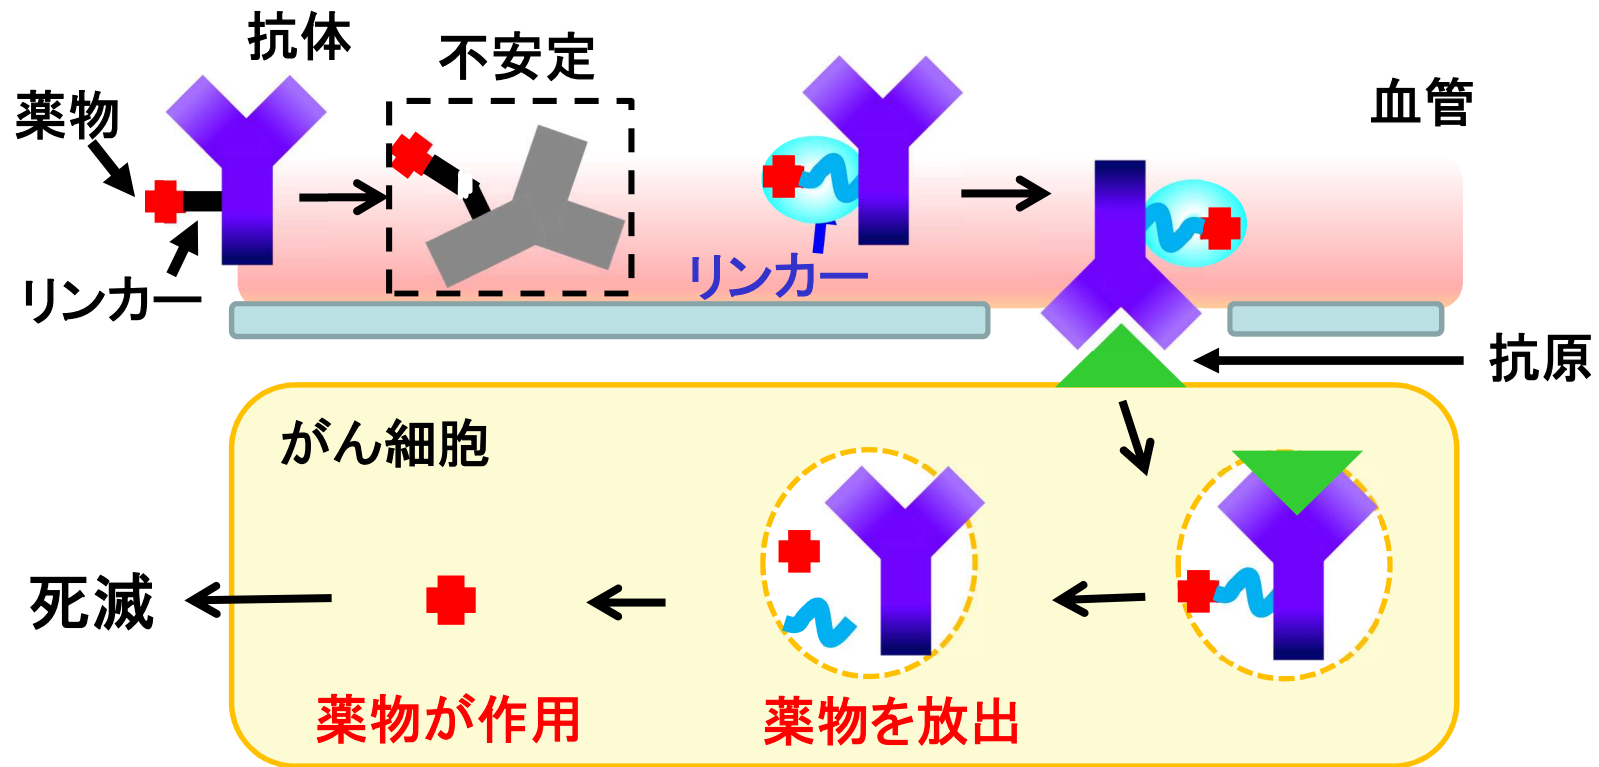 抗体
不安定
血管
薬物
リンカー
リンカー
抗原
がん細胞
死滅
薬物が作用
薬物を放出